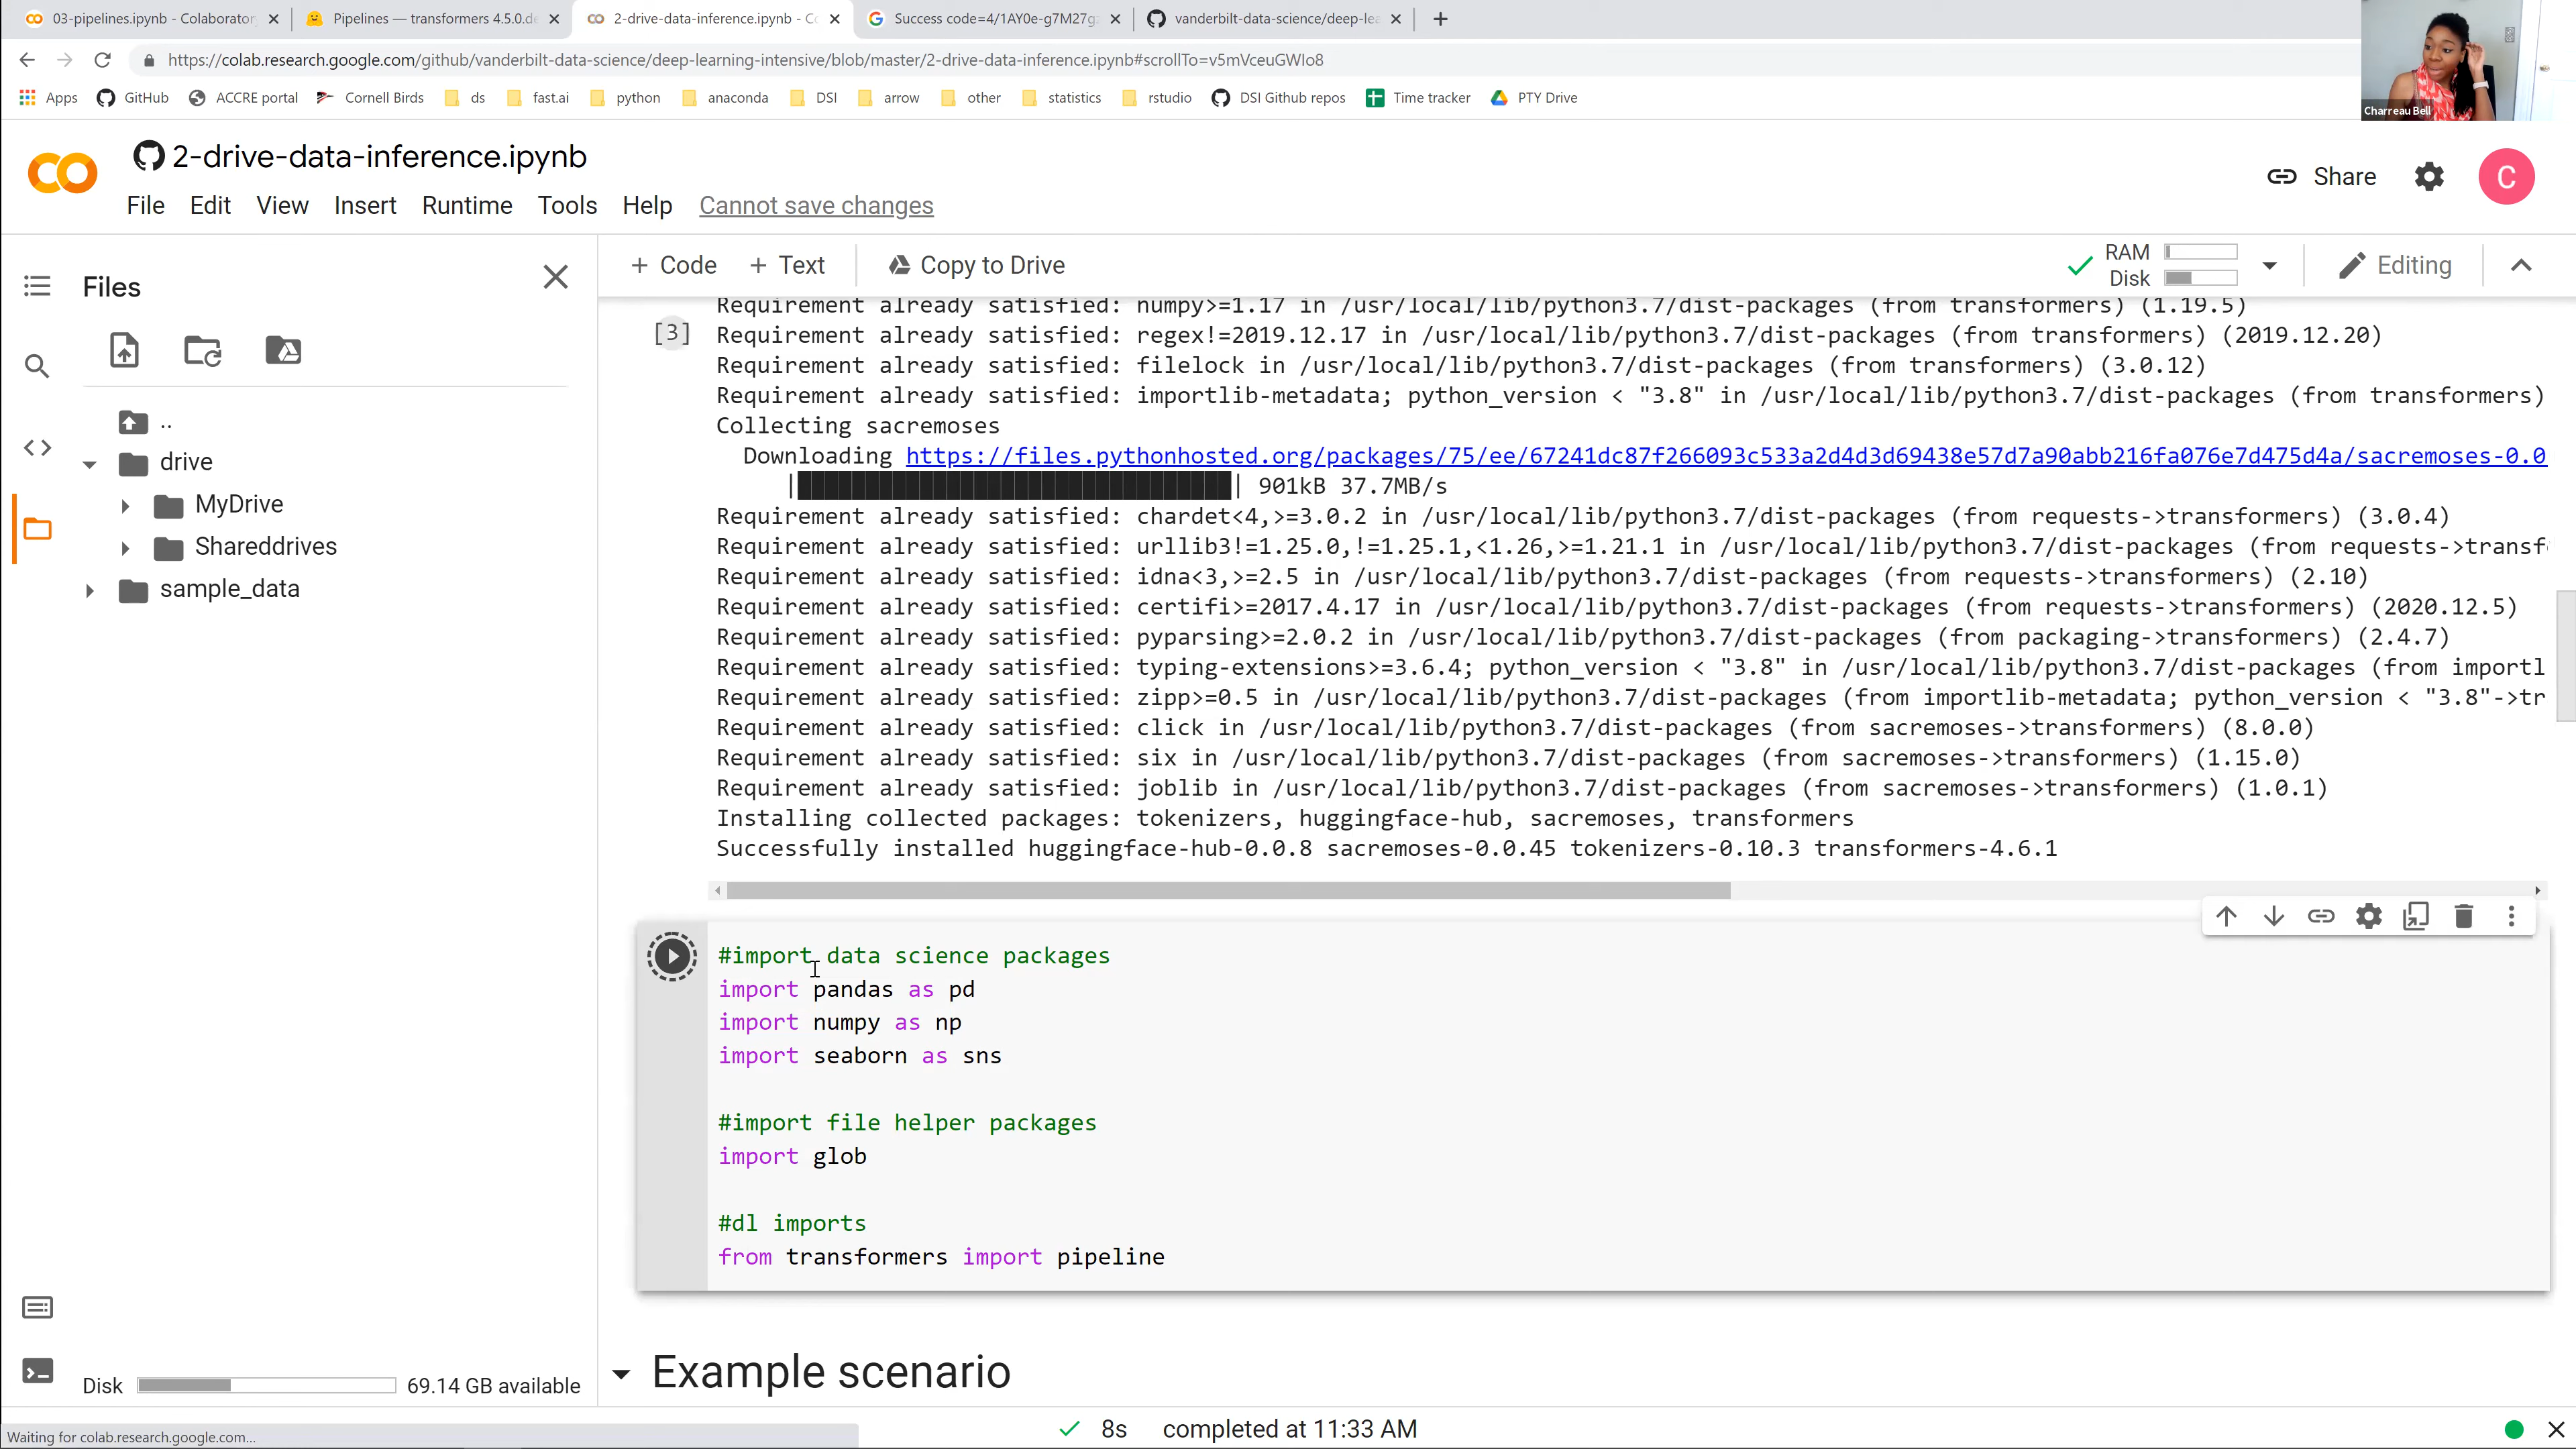 03-pipelines.ipynb - Colaborator
Pipelines — transformers 4.5.0.de
2-drive-data-inference.ipynb - Co
Success code=4/1AY0e-g7M27g
vanderbilt-data-science/deep-lea
https://colab.research.google.com/github/vanderbilt-data-science/deep-learning-intensive/blob/master/2-drive-data-inference.ipynb#scrollTo=v5mVceuGWIo8
Apps GitHub ACCRE portal Cornell Birds ds fast.ai python anaconda DSI arrow other statistics rstudio DSI Github repos Time tracker PTY Drive
Charreau Bell
2-drive-data-inference.ipynb
File Edit View Insert Runtime Tools Help Cannot save changes
Share
C
Files
+ Code + Text Copy to Drive
RAM
Disk
Editing
..
drive
MyDrive
Shareddrives
sample_data
Disk 69.14 GB available
Requirement already satisfied: numpy>=1.17 in /usr/local/lib/python3.7/dist-packages (from transformers) (1.19.5)
[3]
Requirement already satisfied: regex!=2019.12.17 in /usr/local/lib/python3.7/dist-packages (from transformers) (2019.12.20)
Requirement already satisfied: filelock in /usr/local/lib/python3.7/dist-packages (from transformers) (3.0.12)
Requirement already satisfied: importlib-metadata; python_version < "3.8" in /usr/local/lib/python3.7/dist-packages (from transformers)
Collecting sacremoses
Downloading https://files.pythonhosted.org/packages/75/ee/67241dc87f266093c533a2d4d3d69438e57d7a90abb216fa076e7d475d4a/sacremoses-0.0
901kB 37.7MB/s
Requirement already satisfied: chardet<4,>=3.0.2 in /usr/local/lib/python3.7/dist-packages (from requests->transformers) (3.0.4)
Requirement already satisfied: urllib3!=1.25.0,!=1.25.1,<1.26,>=1.21.1 in /usr/local/lib/python3.7/dist-packages (from requests->transf
Requirement already satisfied: idna<3,>=2.5 in /usr/local/lib/python3.7/dist-packages (from requests->transformers) (2.10)
Requirement already satisfied: certifi>=2017.4.17 in /usr/local/lib/python3.7/dist-packages (from requests->transformers) (2020.12.5)
Requirement already satisfied: pyparsing>=2.0.2 in /usr/local/lib/python3.7/dist-packages (from packaging->transformers) (2.4.7)
Requirement already satisfied: typing-extensions>=3.6.4; python_version < "3.8" in /usr/local/lib/python3.7/dist-packages (from importl
Requirement already satisfied: zipp>=0.5 in /usr/local/lib/python3.7/dist-packages (from importlib-metadata; python_version < "3.8"->tr
Requirement already satisfied: click in /usr/local/lib/python3.7/dist-packages (from sacremoses->transformers) (8.0.0)
Requirement already satisfied: six in /usr/local/lib/python3.7/dist-packages (from sacremoses->transformers) (1.15.0)
Requirement already satisfied: joblib in /usr/local/lib/python3.7/dist-packages (from sacremoses->transformers) (1.0.1)
Installing collected packages: tokenizers, huggingface-hub, sacremoses, transformers
Successfully installed huggingface-hub-0.0.8 sacremoses-0.0.45 tokenizers-0.10.3 transformers-4.6.1
#import data science packages
import pandas as pd
import numpy as np
import seaborn as sns
#import file helper packages
import glob
#dl imports
from transformers import pipeline
Example scenario
Waiting for colab.research.google.com...
8s completed at 11:33 AM